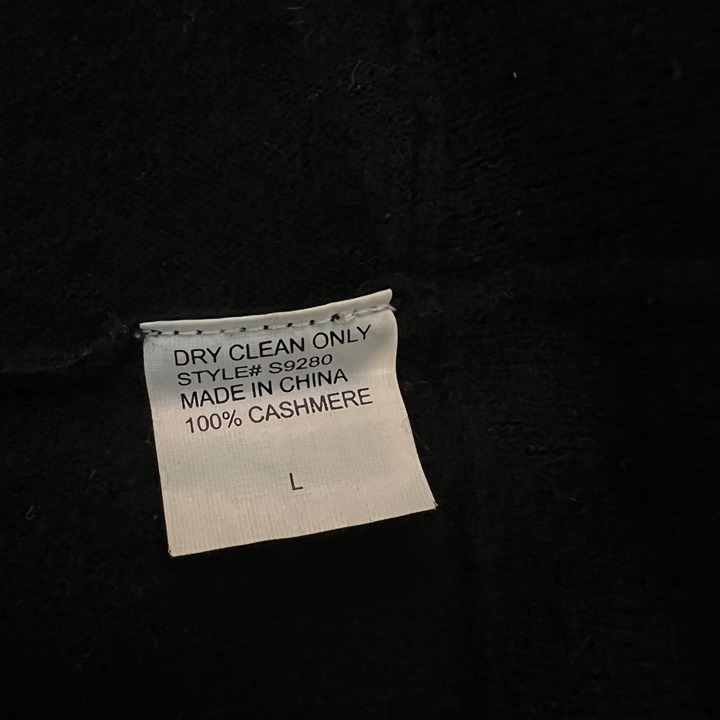 DRY CLEAN ONLY
STYLE# S9280
MADE IN CHINA
100% CASHMERE
L